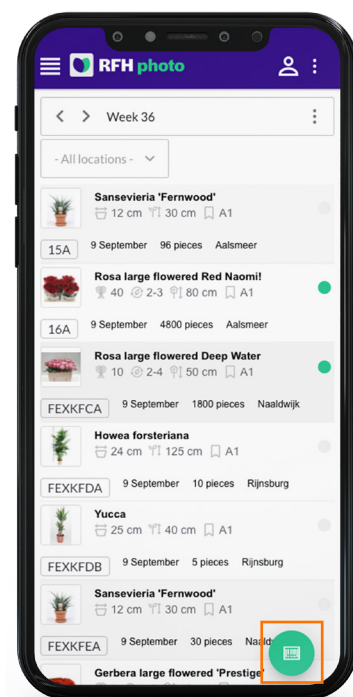 RFH photo
Week 36
- All locations -
Sansevieria 'Fernwood'
12 cm 30 cm A1
15A 9 September 96 pieces Aalsmeer
Rosa large flowered Red Naomi!
40 2-3 80 cm A1
16A 9 September 4800 pieces Aalsmeer
Rosa large flowered Deep Water
10 2-4 50 cm A1
FEXKFCA 9 September 1800 pieces Naaldwijk
Howea forsteriana
24 cm 125 cm A1
FEXKFDA 9 September 10 pieces Rijnsburg
Yucca
25 cm 40 cm A1
FEXKFDB 9 September 5 pieces Rijnsburg
Sansevieria 'Fernwood'
12 cm 30 cm A1
FEXKFEA 9 September 30 pieces
Gerbera large flowered 'Prestige'